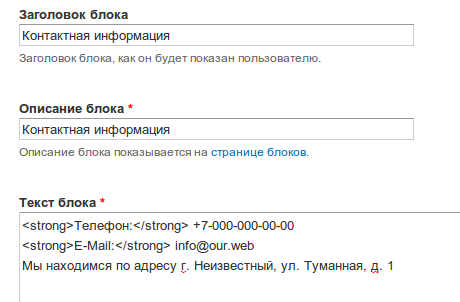 Заголовок блока
Контактная информация
Заголовок блока, как он будет показан пользователю.
Описание блока *
Контактная информация
Описание блока показывается на странице блоков.
Текст блока *
<strong>Телефон:</strong> +7-000-000-00-00
<strong>E-Mail:</strong> info@our.web
Мы находимся по адресу г. Неизвестный, ул. Туманная, д. 1